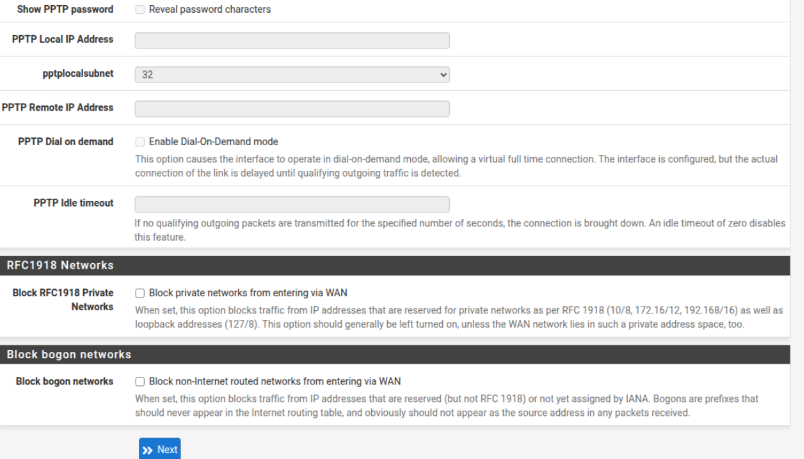 Show PPTP password
Reveal password characters
PPTP Local IP Address
pptplocalsubnet
32
PPTP Remote IP Address
PPTP Dial on demand
Enable Dial-On-Demand mode
This option causes the interface to operate in dial-on-demand mode, allowing a virtual full time connection. The interface is configured, but the actual
connection of the link is delayed until qualifying outgoing traffic is detected.
PPTP Idle timeout
If no qualifying outgoing packets are transmitted for the specified number of seconds, the connection is brought down. An idle timeout of zero disables
this feature.
RFC1918 Networks
Block RFC1918 Private
Networks
Block private networks from entering via WAN
When set, this option blocks traffic from IP addresses that are reserved for private networks as per RFC 1918 (10/8, 172.16/12, 192.168/16) as well as
loopback addresses (127/8). This option should generally be left turned on, unless the WAN network lies in such a private address space, too.
Block bogon networks
Block bogon networks
Block non-Internet routed networks from entering via WAN
When set, this option blocks traffic from IP addresses that are reserved (but not RFC 1918) or not yet assigned by IANA. Bogons are prefixes that
should never appear in the Internet routing table, and obviously should not appear as the source address in any packets received.
Next